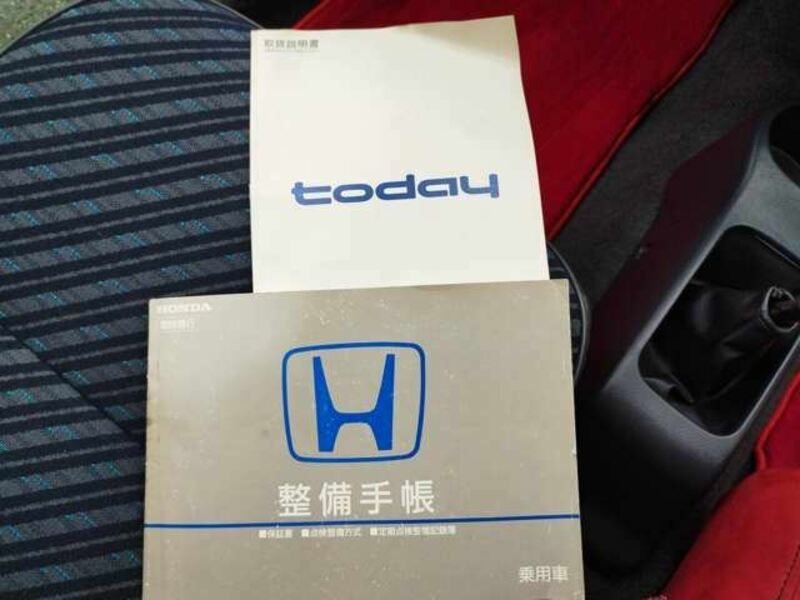 取扱説明書
today
HONDA
整備手帳
■保証書 ■点検整備方式 ■定期点検整備記録簿
乗用車